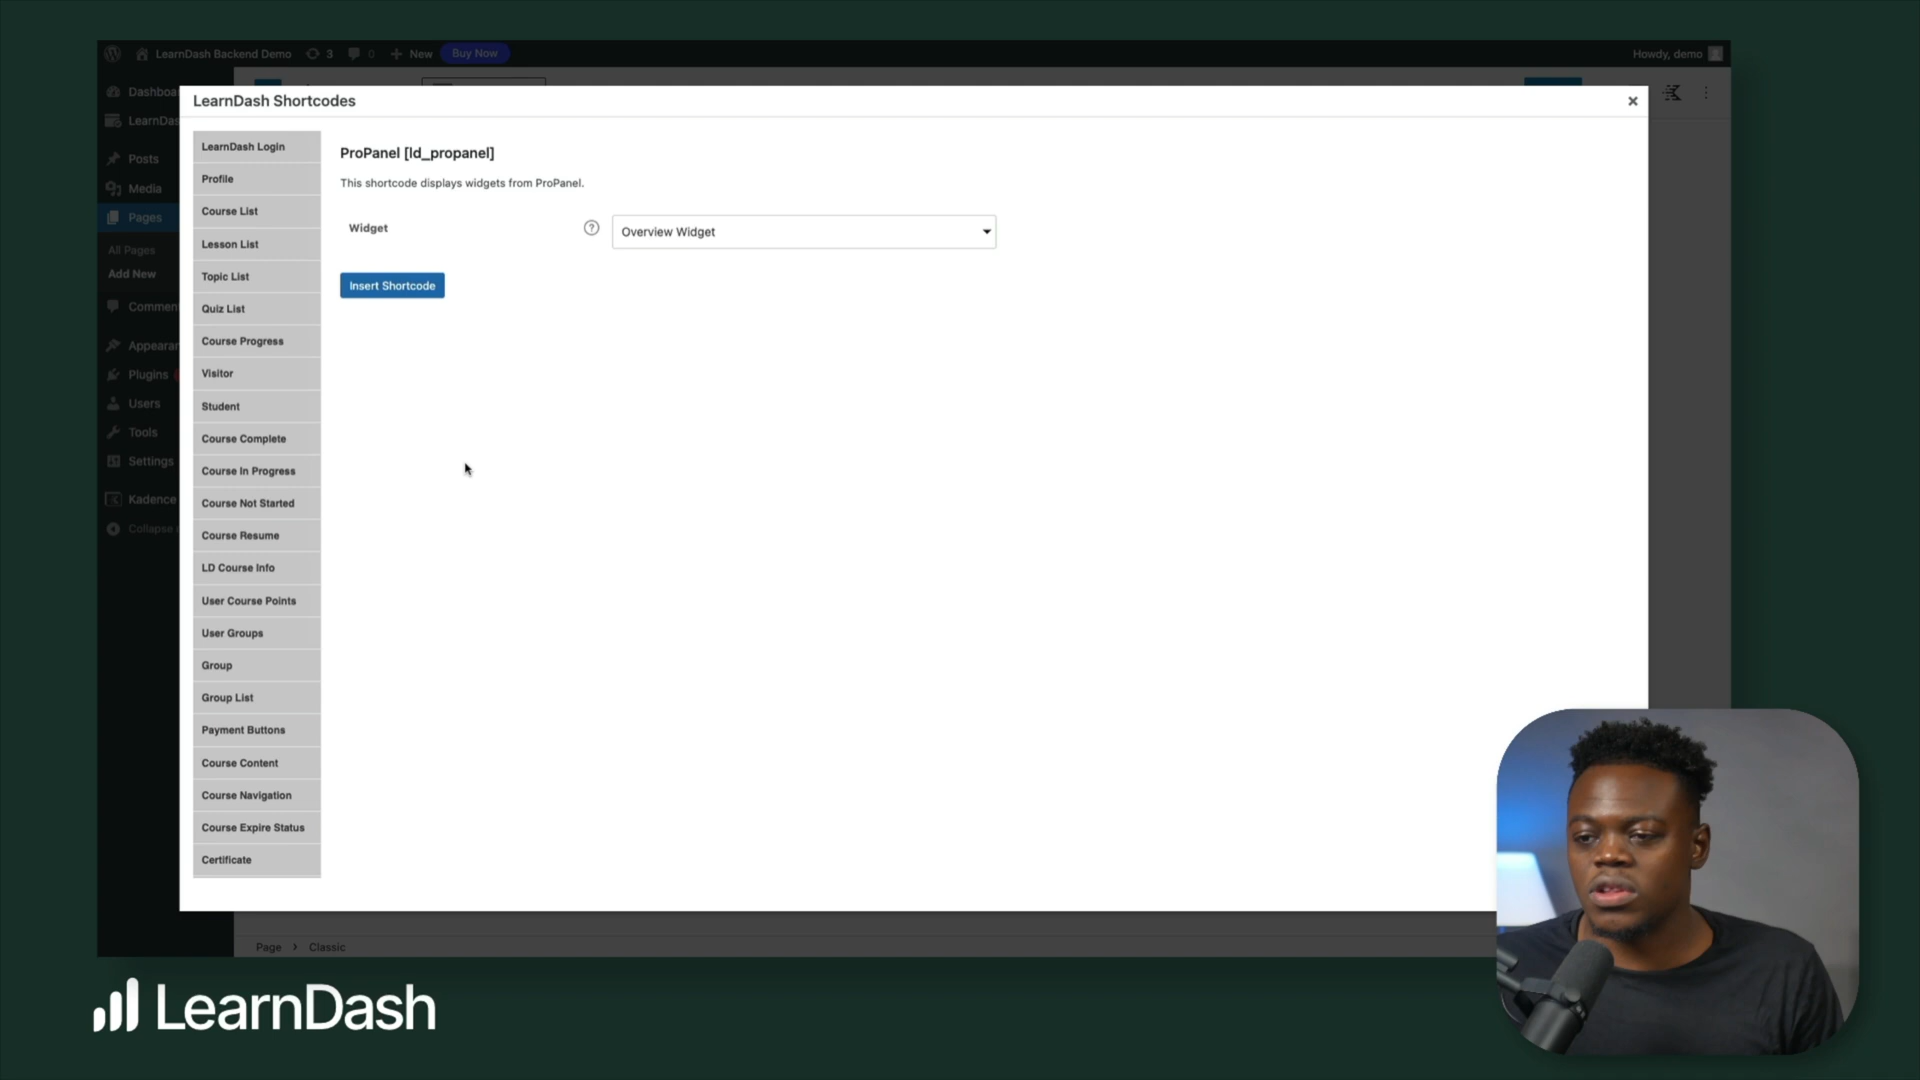 LearnDash Backend Demo 3 0 New Buy Now Howdy, demo
LearnDash Shortcodes
Posts
Media
Pages
All Pages
Add New
Users
Plugins
Tools
Settings
Kadence
Collapse
LearnDash Login
Profile
Course List
Lesson List
Topic List
Quiz List
Course Progress
Visitor
Student
Course Complete
Course In Progress
Course Not Started
Course Resume
LD Course Info
User Course Points
User Groups
Group
Group List
Payment Buttons
Course Content
Course Navigation
Course Expire Status
Certificate
ProPanel [ld_propanel]
This shortcode displays widgets from ProPanel.
Widget ? Overview Widget
Insert Shortcode
Page > Classic
LearnDash